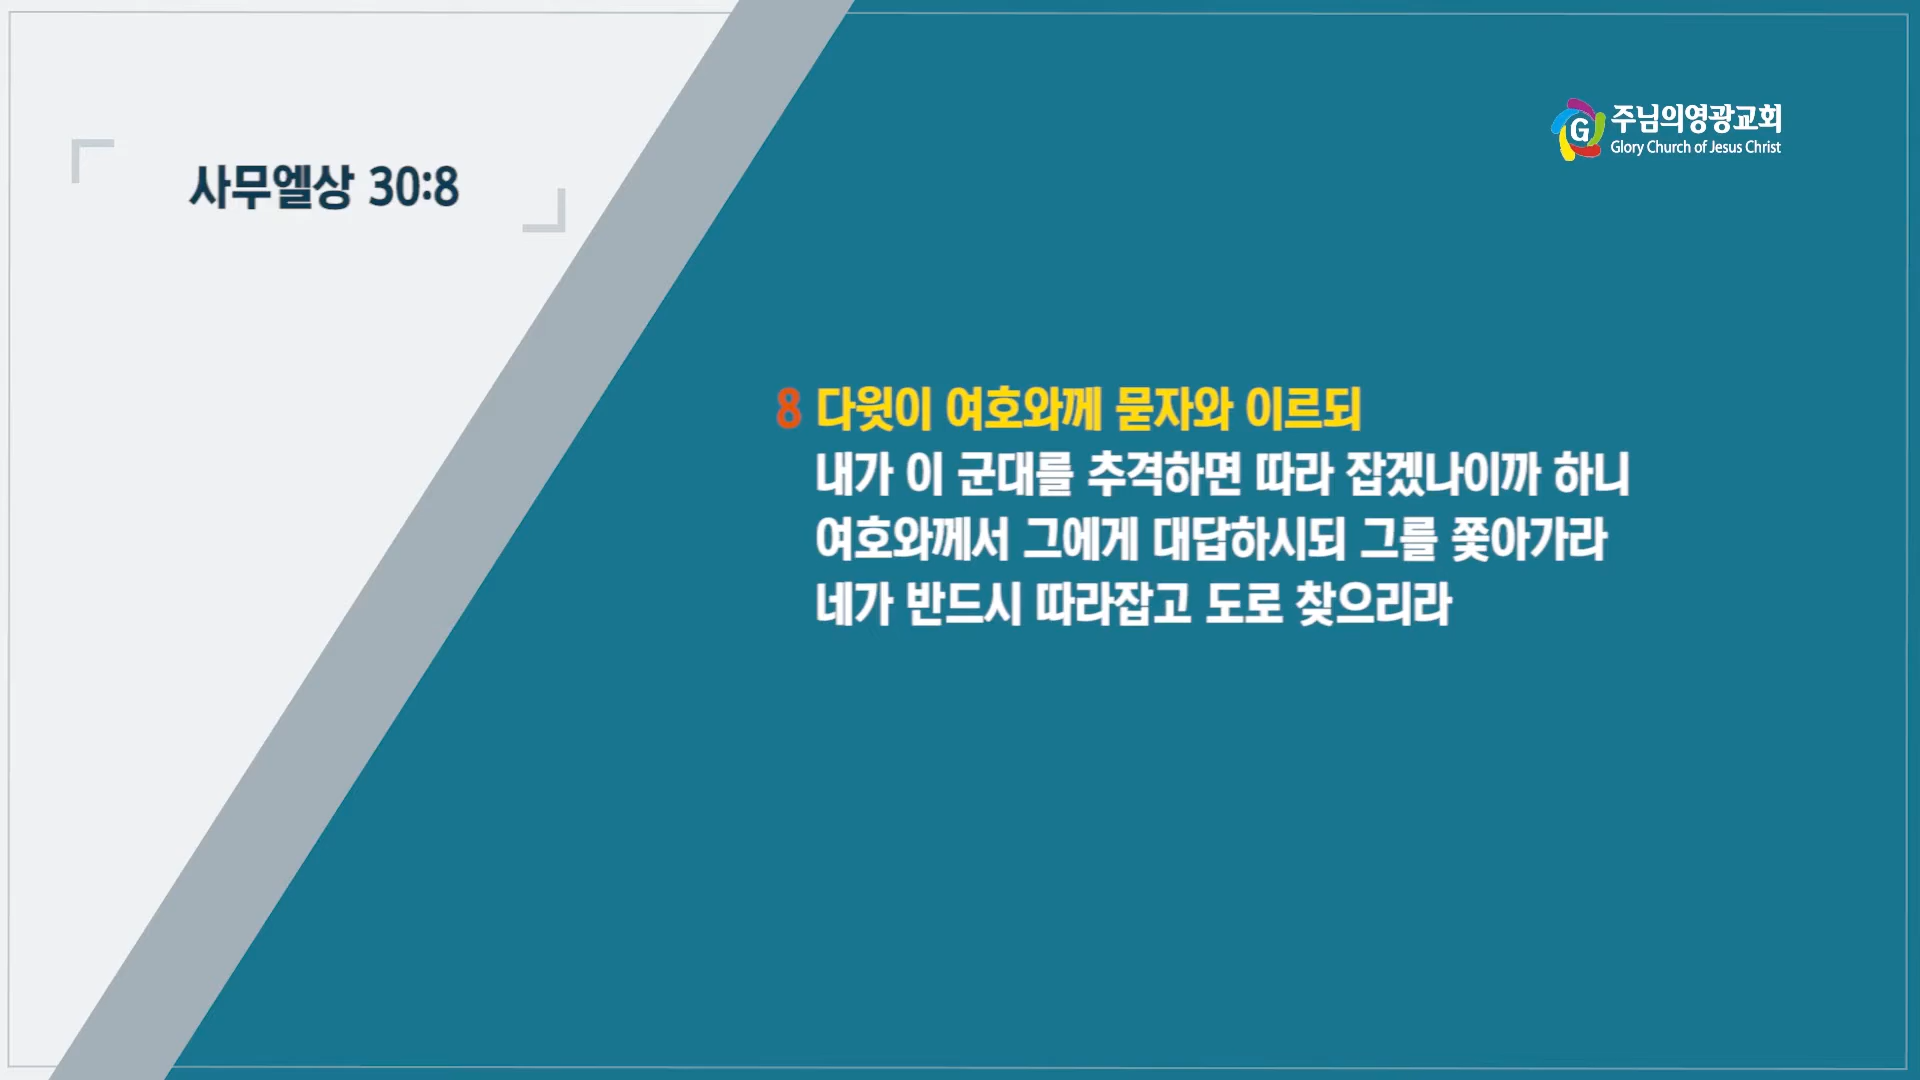 사무엘상 30:8
G 주님의영광교회
Glory Church of Jesus Christ
8 다윗이 여호와께 묻자와 이르되
내가 이 군대를 추격하면 따라 잡겠나이까 하니
여호와께서 그에게 대답하시되 그를 쫓아가라
네가 반드시 따라잡고 도로 찾으리라